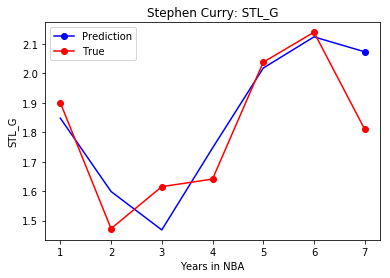 Stephen Curry: STL_G
Prediction
True
STL_G
2.1
2.0
1.9
1.8
1.7
1.6
1.5
1 2 3 4 5 6 7
Years in NBA